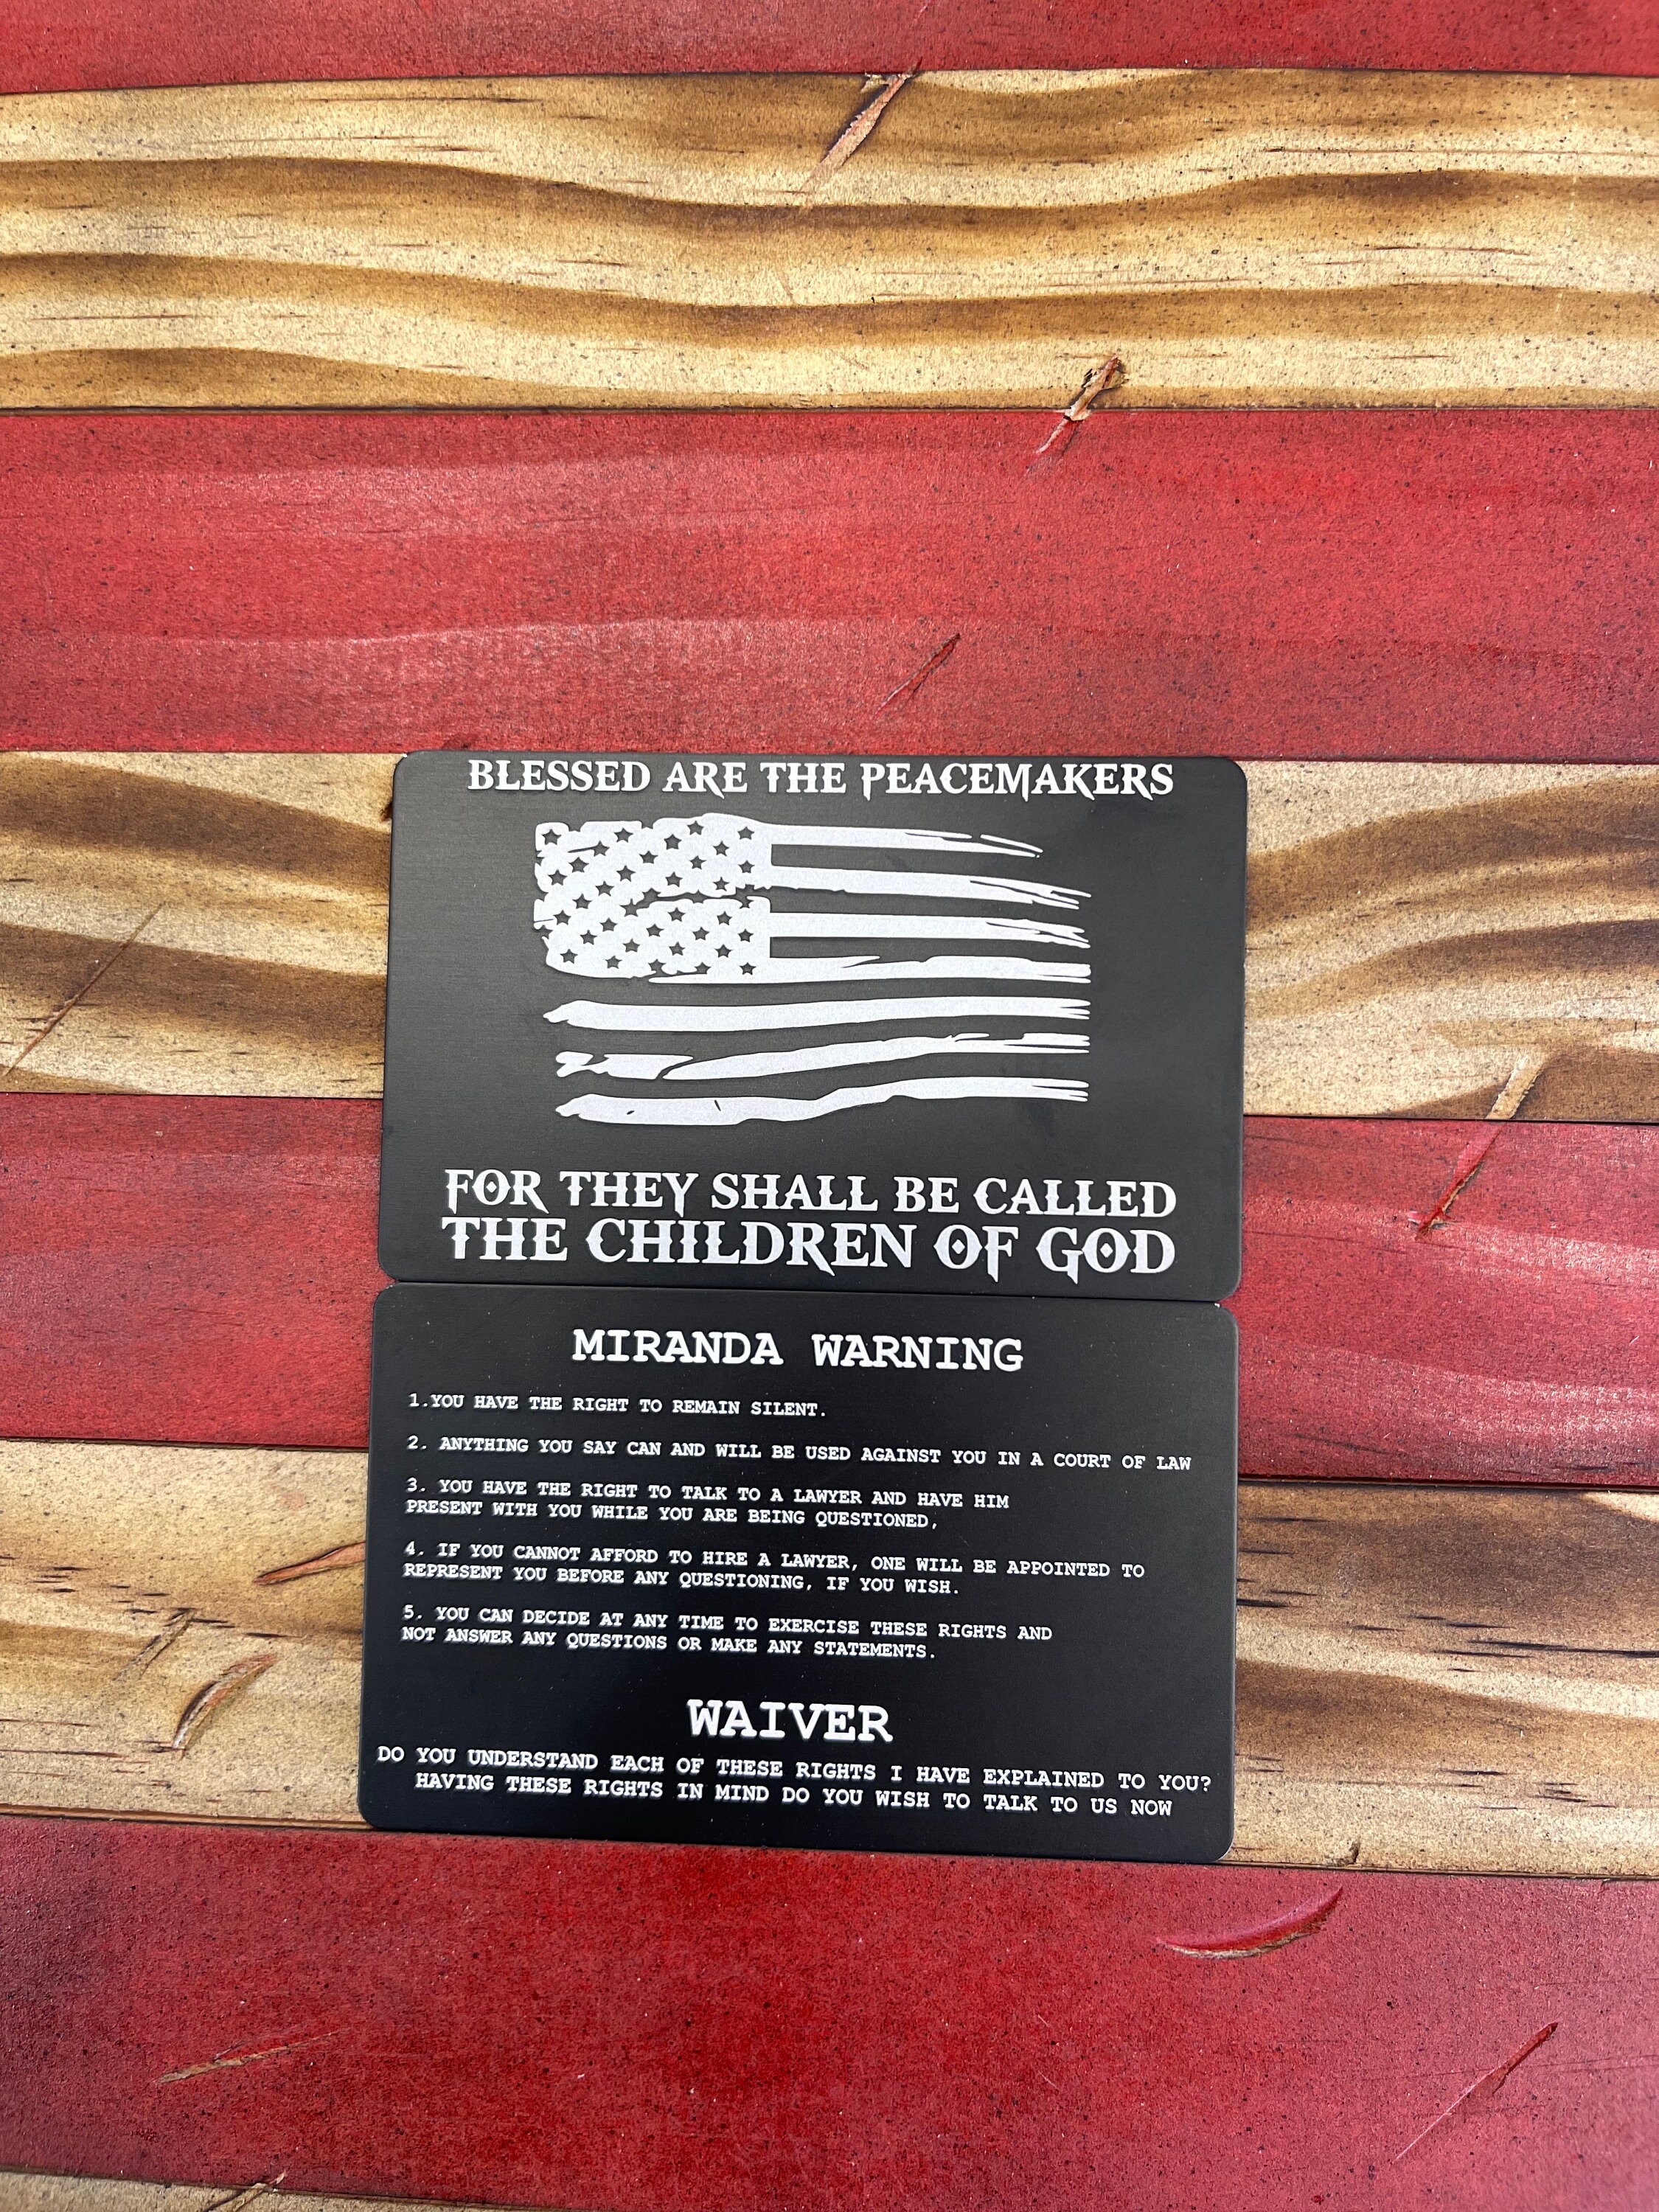 BLESSED ARE THE PEACEMAKERS
FOR THEY SHALL BE CALLED
THE CHILDREN OF GOD
MIRANDA WARNING
1.YOU HAVE THE RIGHT TO REMAIN SILENT.
2. ANYTHING YOU SAY CAN AND WILL BE USED AGAINST YOU IN A COURT OF LAW
3. YOU HAVE THE RIGHT TO TALK TO A LAWYER AND HAVE HIM
PRESENT WITH YOU WHILE YOU ARE BEING QUESTIONED,
4. IF YOU CANNOT AFFORD TO HIRE A LAWYER, ONE WILL BE APPOINTED TO
REPRESENT YOU BEFORE ANY QUESTIONING, IF YOU WISH.
5. YOU CAN DECIDE AT ANY TIME TO EXERCISE THESE RIGHTS AND
NOT ANSWER ANY QUESTIONS OR MAKE ANY STATEMENTS.
WAIVER
DO YOU UNDERSTAND EACH OF THESE RIGHTS I HAVE EXPLAINED TO YOU?
HAVING THESE RIGHTS IN MIND DO YOU WISH TO TALK TO US NOW